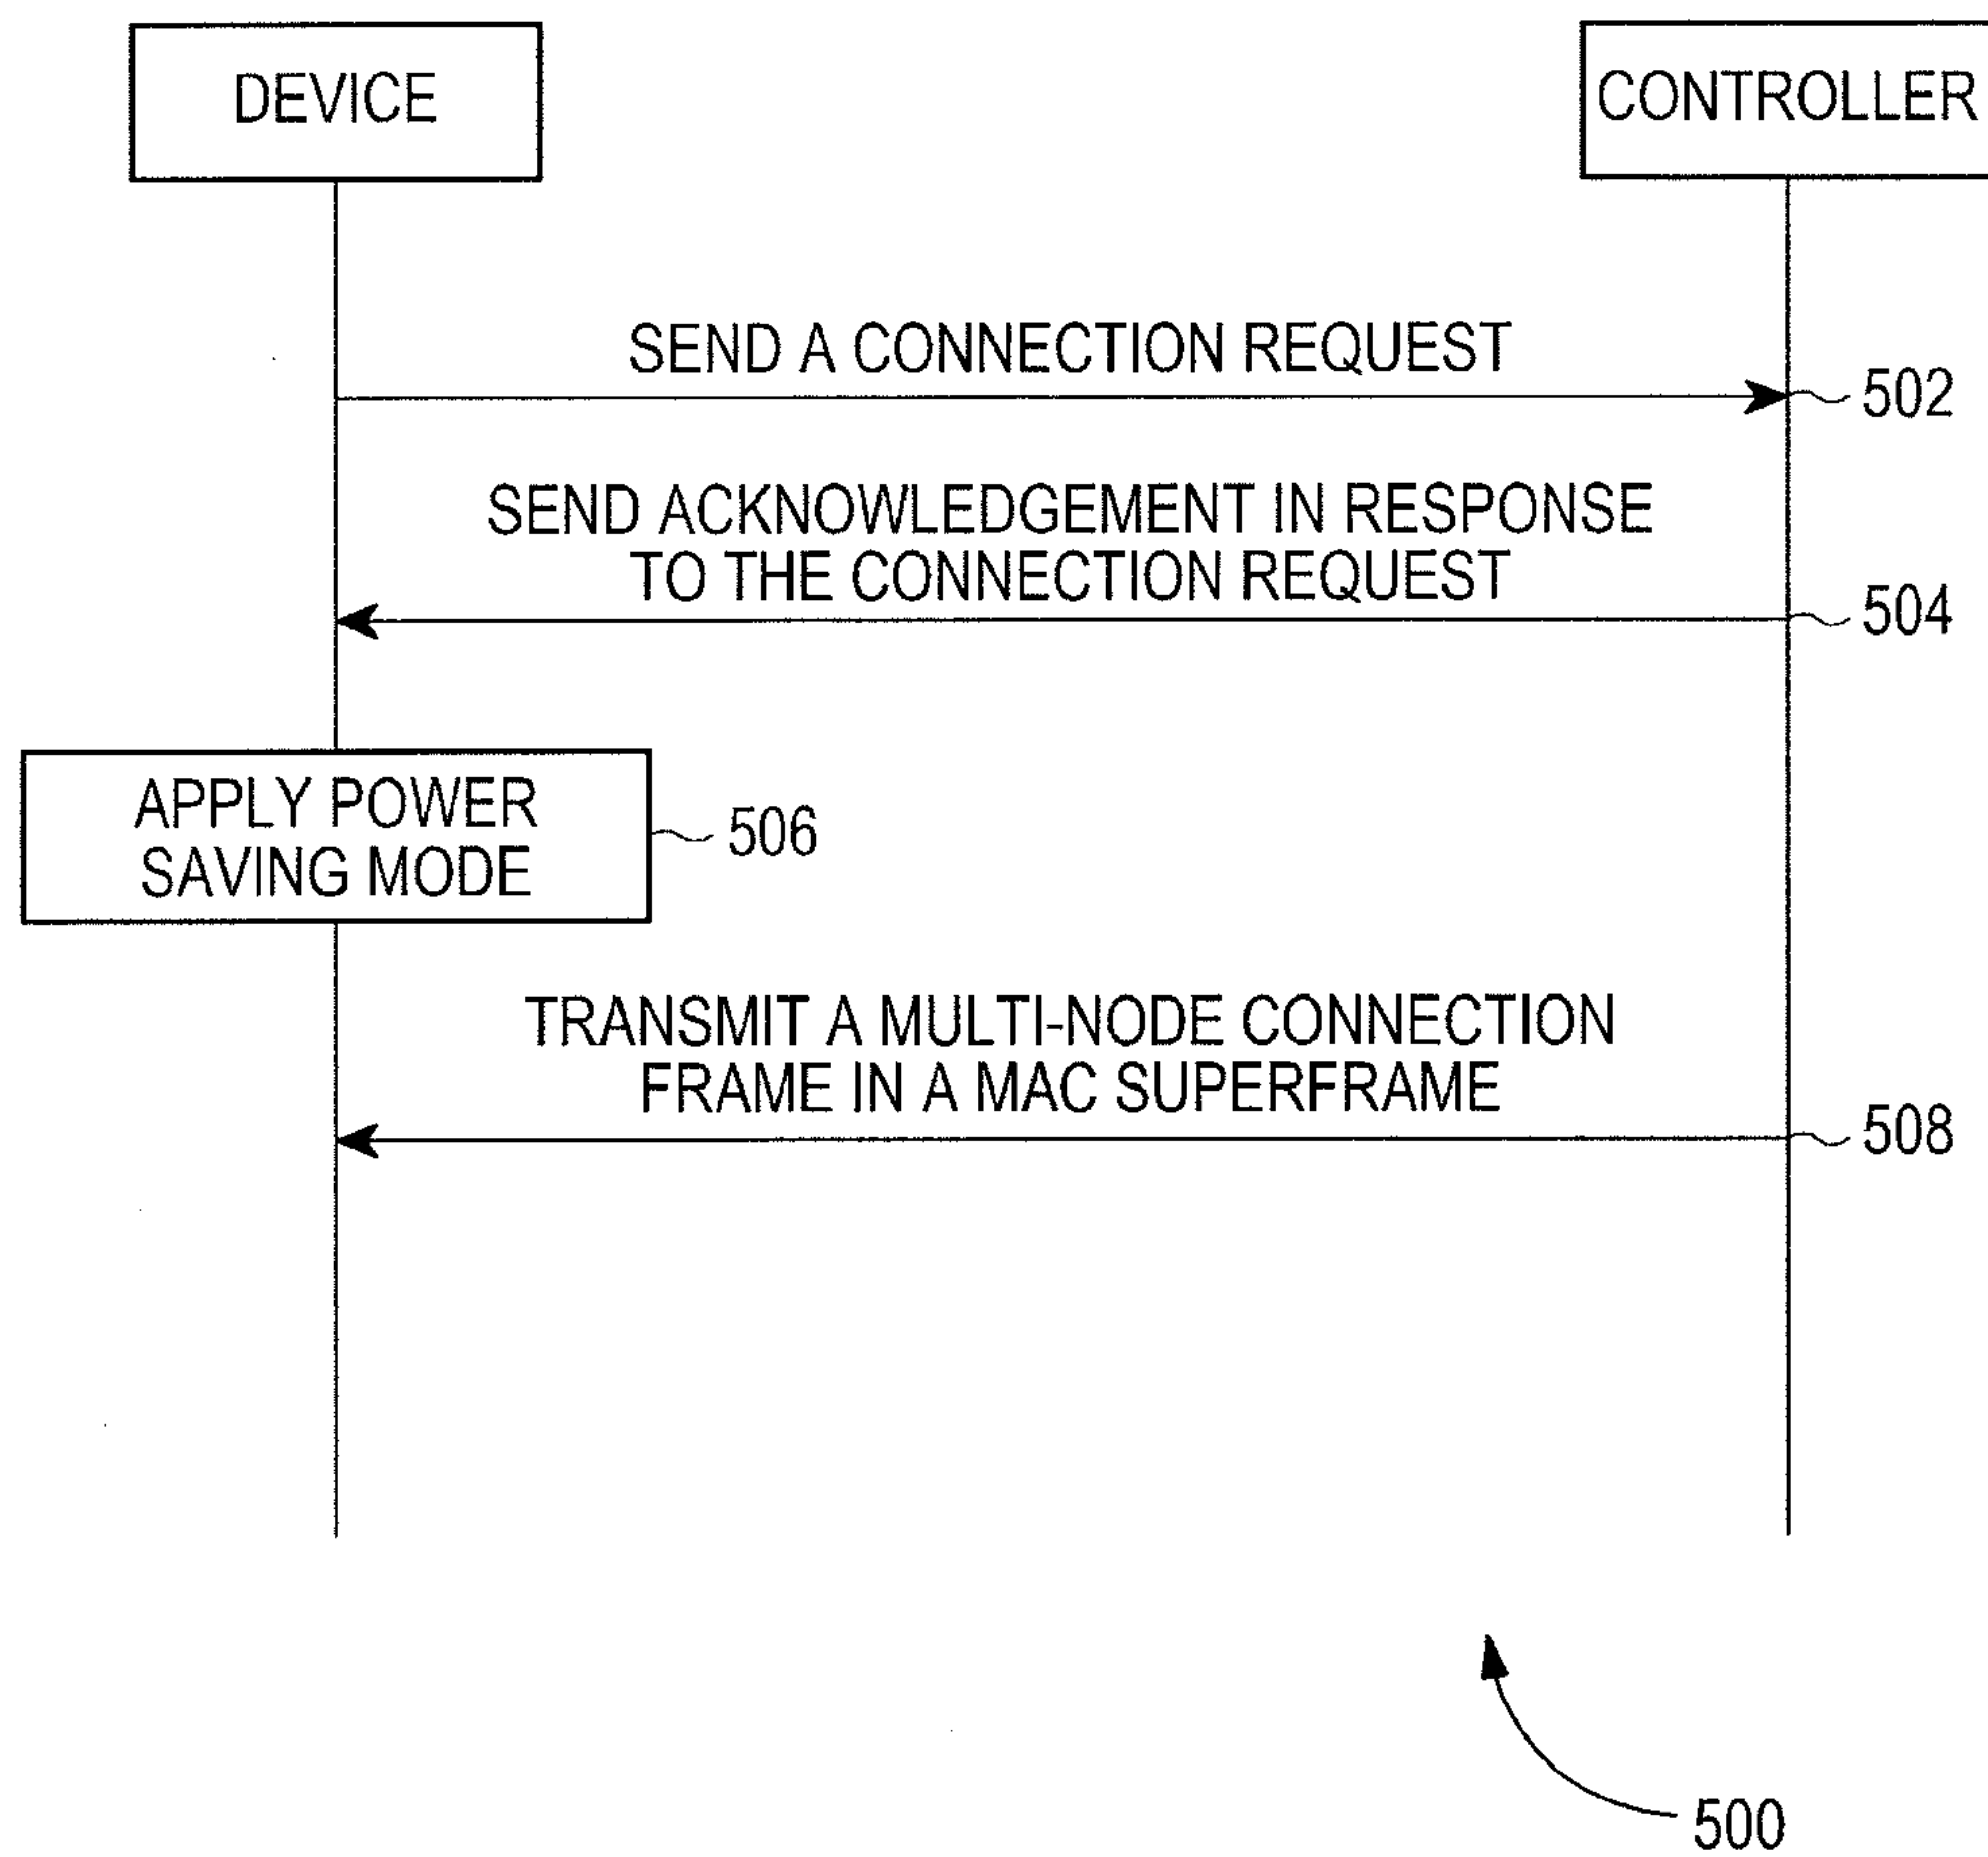 DEVICE
CONTROLLER
SEND A CONNECTION REQUEST
502
SEND ACKNOWLEDGEMENT IN RESPONSE
TO THE CONNECTION REQUEST
504
APPLY POWER
SAVING MODE
506
TRANSMIT A MULTI-NODE CONNECTION
FRAME IN A MAC SUPERFRAME
508
500